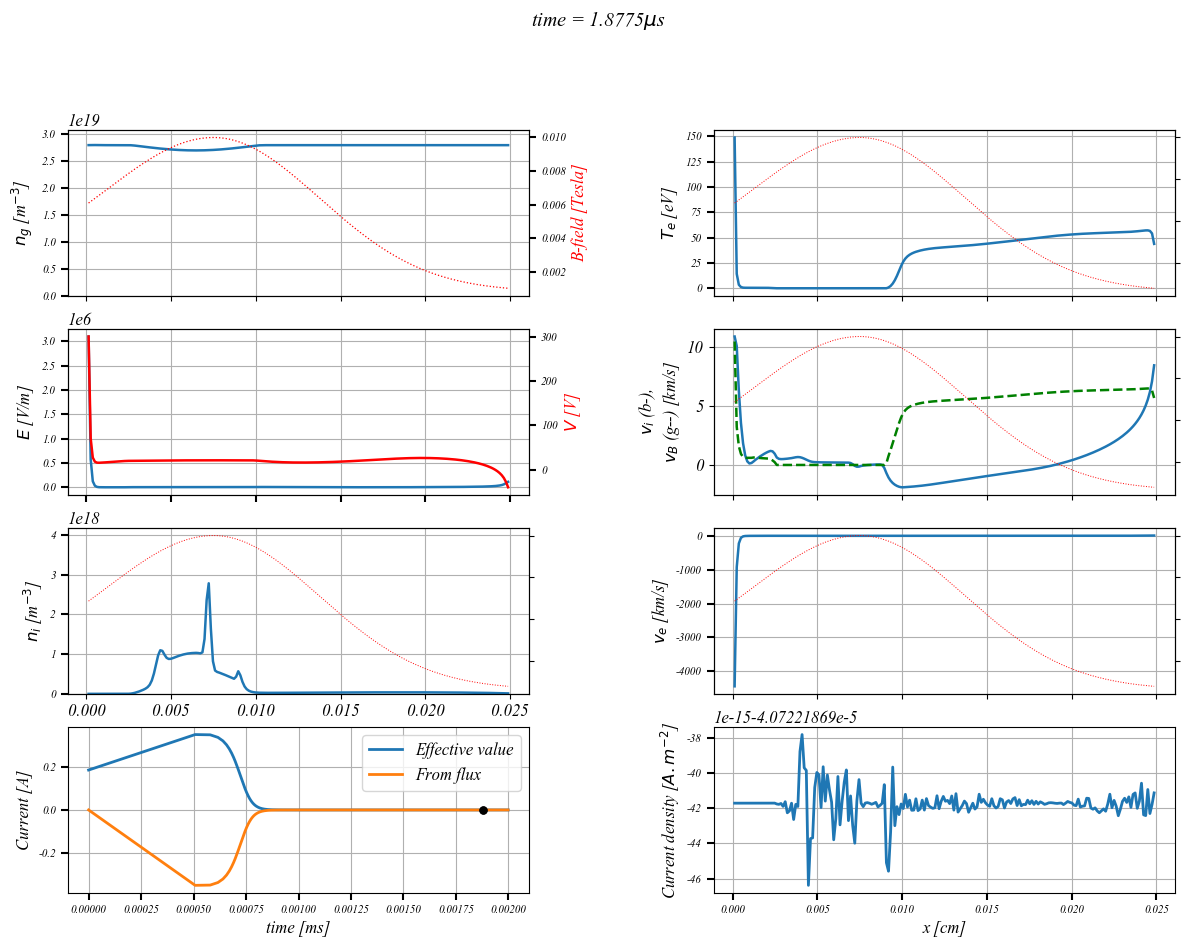 time = 1.8775μs
1e19
3.0
2.5
2.0
1.5
1.0
0.5
0.0
n_g [m⁻³]
0.010
0.008
0.006
0.004
0.002
B-field [Tesla]
150
125
100
75
50
25
0
T_e [eV]
1e6
3.0
2.5
2.0
1.5
1.0
0.5
0.0
E [V/m]
300
200
100
0
V [V]
10
5
0
v_i (b-),
v_B (g--) [km/s]
1e18
4
3
2
1
0
n_i [m⁻³]
0.000 0.005 0.010 0.015 0.020 0.025
0
-1000
-2000
-3000
-4000
v_e [km/s]
0.2
0.0
-0.2
Current [A]
Effective value
From flux
0.00000 0.00025 0.00050 0.00075 0.00100 0.00125 0.00150 0.00175 0.00200
time [ms]
1e-15-4.07221869e-5
-38
-40
-42
-44
-46
Current density [A.m⁻²]
0.000 0.005 0.010 0.015 0.020 0.025
x [cm]